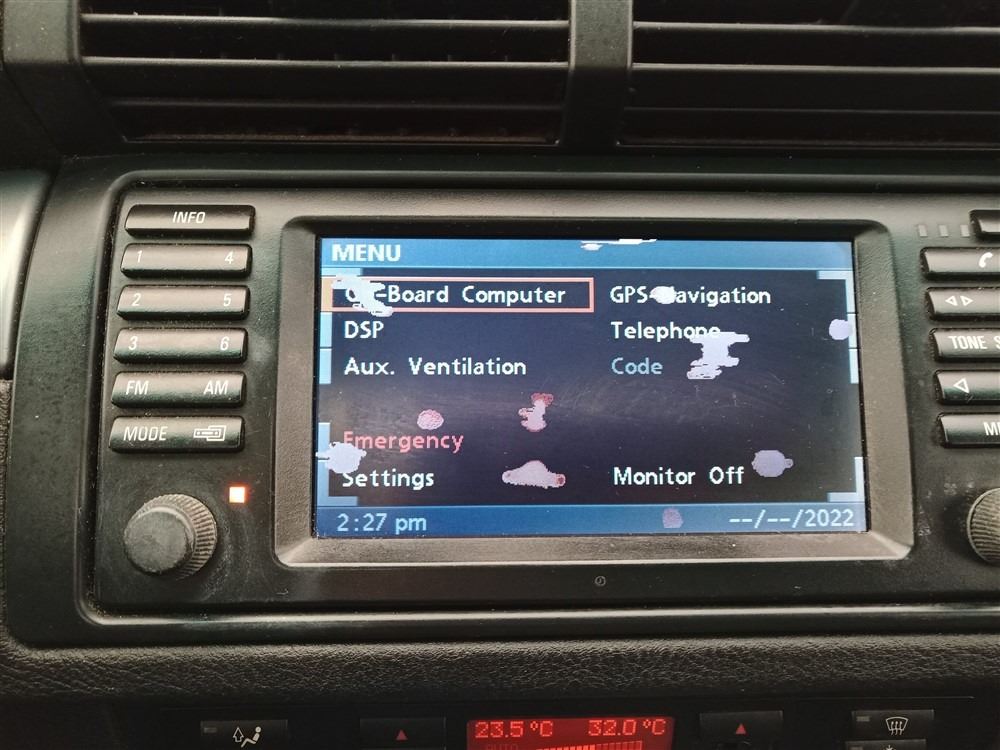 INFO
1 4
2 5
3 6
FM AM
MODE
MENU
-Board Computer
GPS avigation
DSP
Telephone
Aux. Ventilation
Code
Emergency
Settings
Monitor Off
2:27 pm
--/--/2022
TONE
23.5°C 32.0°C
AUTO